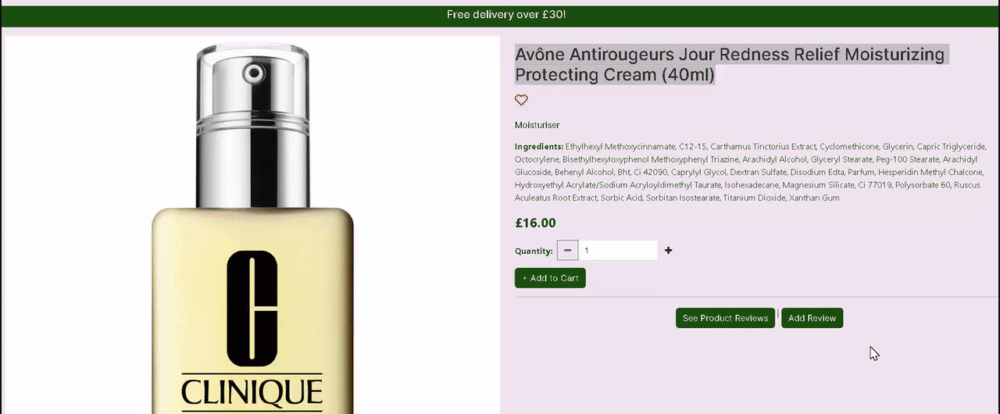 Free delivery over £30!
Avône Antirougeurs Jour Redness Relief Moisturizing
Protecting Cream (40ml)
Moisturiser
Ingredients: Ethylhexyl Methoxycinnamate, C12-15, Carthamus Tinctorius Extract, Cyclomethicone, Glycerin, Capric Triglyceride,
Octocrylene, Bisethylhexyloxyphenol Methoxyphenyl Triazine, Arachidyl Alcohol, Glyceryl Stearate, Peg-100 Stearate, Arachidyl
Glucoside, Behenyl Alcohol, Bht, Ci 42090, Caprylyl Glycol, Dextran Sulfate, Disodium Edta, Parfum, Hesperidin Methyl Chalcone,
Hydroxyethyl Acrylate/Sodium Acryloyldimethyl Taurate, Isohexadecane, Magnesium Silicate, Ci 77019, Polysorbate 60, Ruscus
Aculeatus Root Extract, Sorbic Acid, Sorbitan Isostearate, Titanium Dioxide, Xanthan Gum
£16.00
Quantity: − 1 +
+ Add to Cart
See Product Reviews | Add Review
C
CLINIQUE